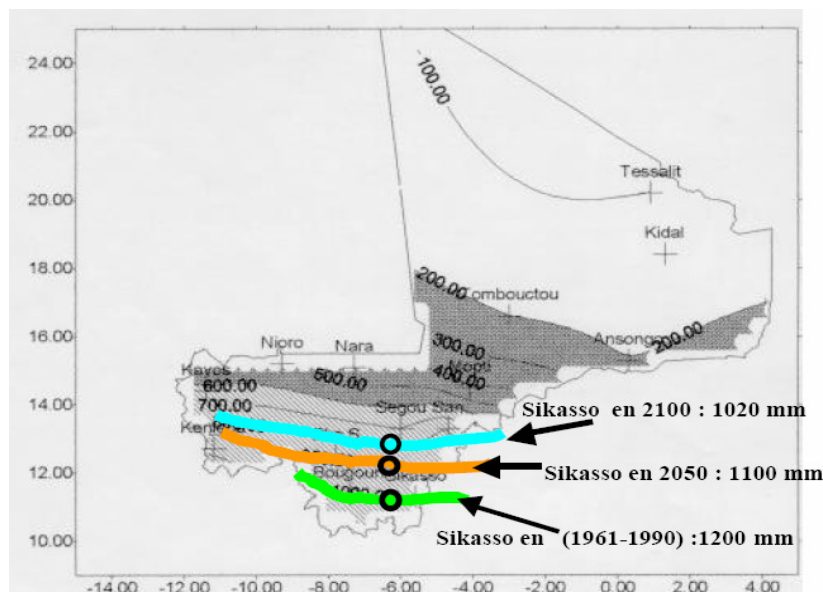 24.00
22.00
20.00
18.00
16.00
14.00
12.00
10.00
100.00
Tessalit
Kidal
200.00
Tombouctou
300.00
400.00
Ansongo
200.00
Nioro
Nara
Kayes
500.00
600.00
700.00
Segou San
Sikasso
Sikasso en 2100 : 1020 mm
Sikasso en 2050 : 1100 mm
Sikasso en (1961-1990) :1200 mm
-14.00 -12.00 -10.00 -8.00 -6.00 -4.00 -2.00 0.00 2.00 4.00